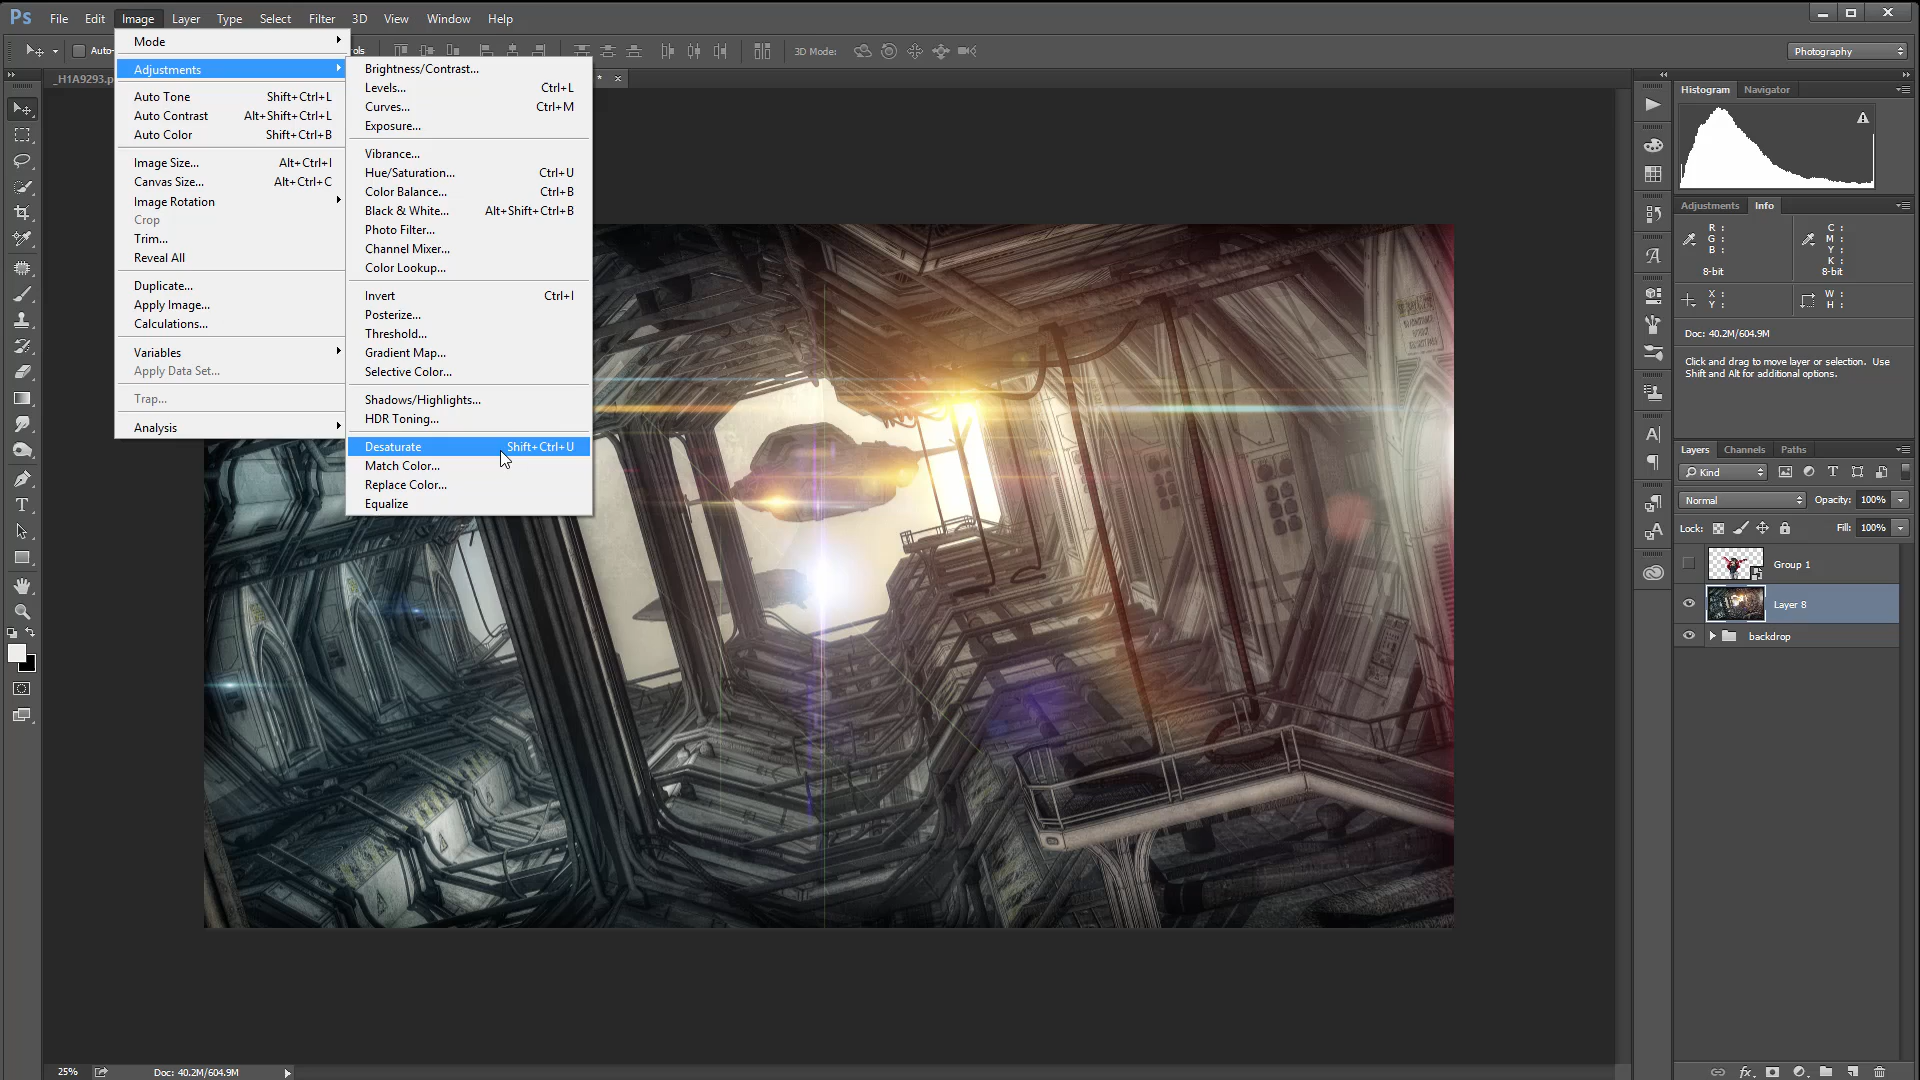 Ps File Edit Image Layer Type Select Filter 3D View Window Help
Auto- ols 3D Mode: Photography
_H1A9293.p * ×
Mode
Adjustments
Auto Tone Shift+Ctrl+L
Auto Contrast Alt+Shift+Ctrl+L
Auto Color Shift+Ctrl+B
Image Size... Alt+Ctrl+I
Canvas Size... Alt+Ctrl+C
Image Rotation
Crop
Trim...
Reveal All
Duplicate...
Apply Image...
Calculations...
Variables
Apply Data Set...
Trap...
Analysis
Brightness/Contrast...
Levels... Ctrl+L
Curves... Ctrl+M
Exposure...
Vibrance...
Hue/Saturation... Ctrl+U
Color Balance... Ctrl+B
Black & White... Alt+Shift+Ctrl+B
Photo Filter...
Channel Mixer...
Color Lookup...
Invert Ctrl+I
Posterize...
Threshold...
Gradient Map...
Selective Color...
Shadows/Highlights...
HDR Toning...
Desaturate Shift+Ctrl+U
Match Color...
Replace Color...
Equalize
Histogram Navigator
Adjustments Info
R : C :
G : M :
B : Y :
K :
8-bit 8-bit
X : W :
Y : H :
Doc: 40.2M/604.9M
Click and drag to move layer or selection. Use
Shift and Alt for additional options.
Layers Channels Paths
Kind
Normal Opacity: 100%
Lock: Fill: 100%
Group 1
Layer 8
backdrop
25% Doc: 40.2M/604.9M